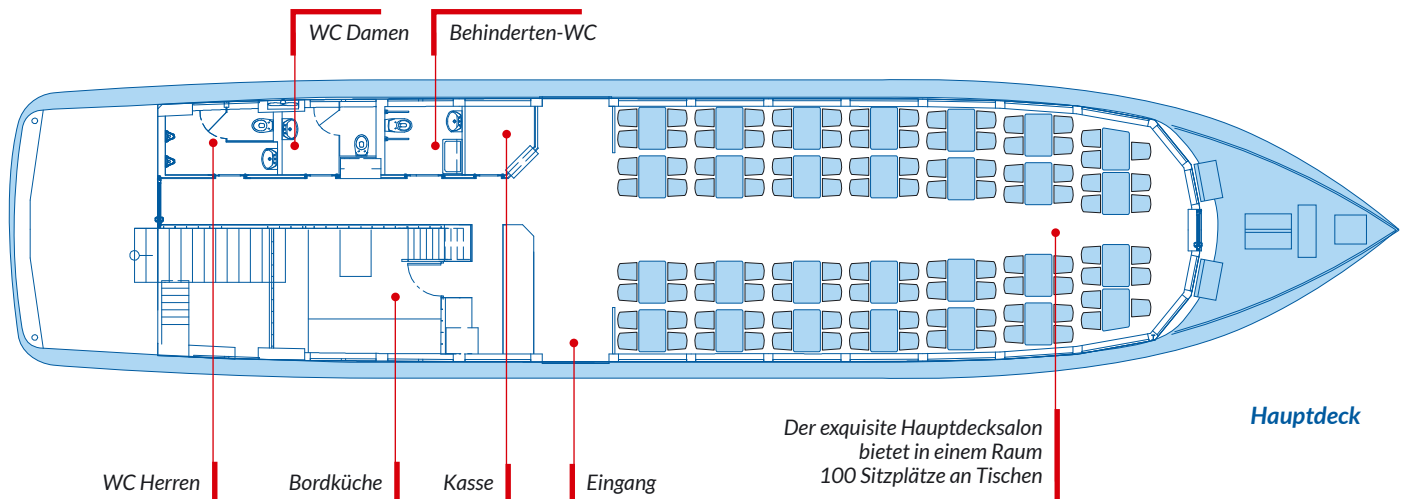 WC Damen
Behinderten-WC
Hauptdeck
Der exquisite Hauptdecksalon
bietet in einem Raum
100 Sitzplätze an Tischen
WC Herren
Bordküche
Kasse
Eingang